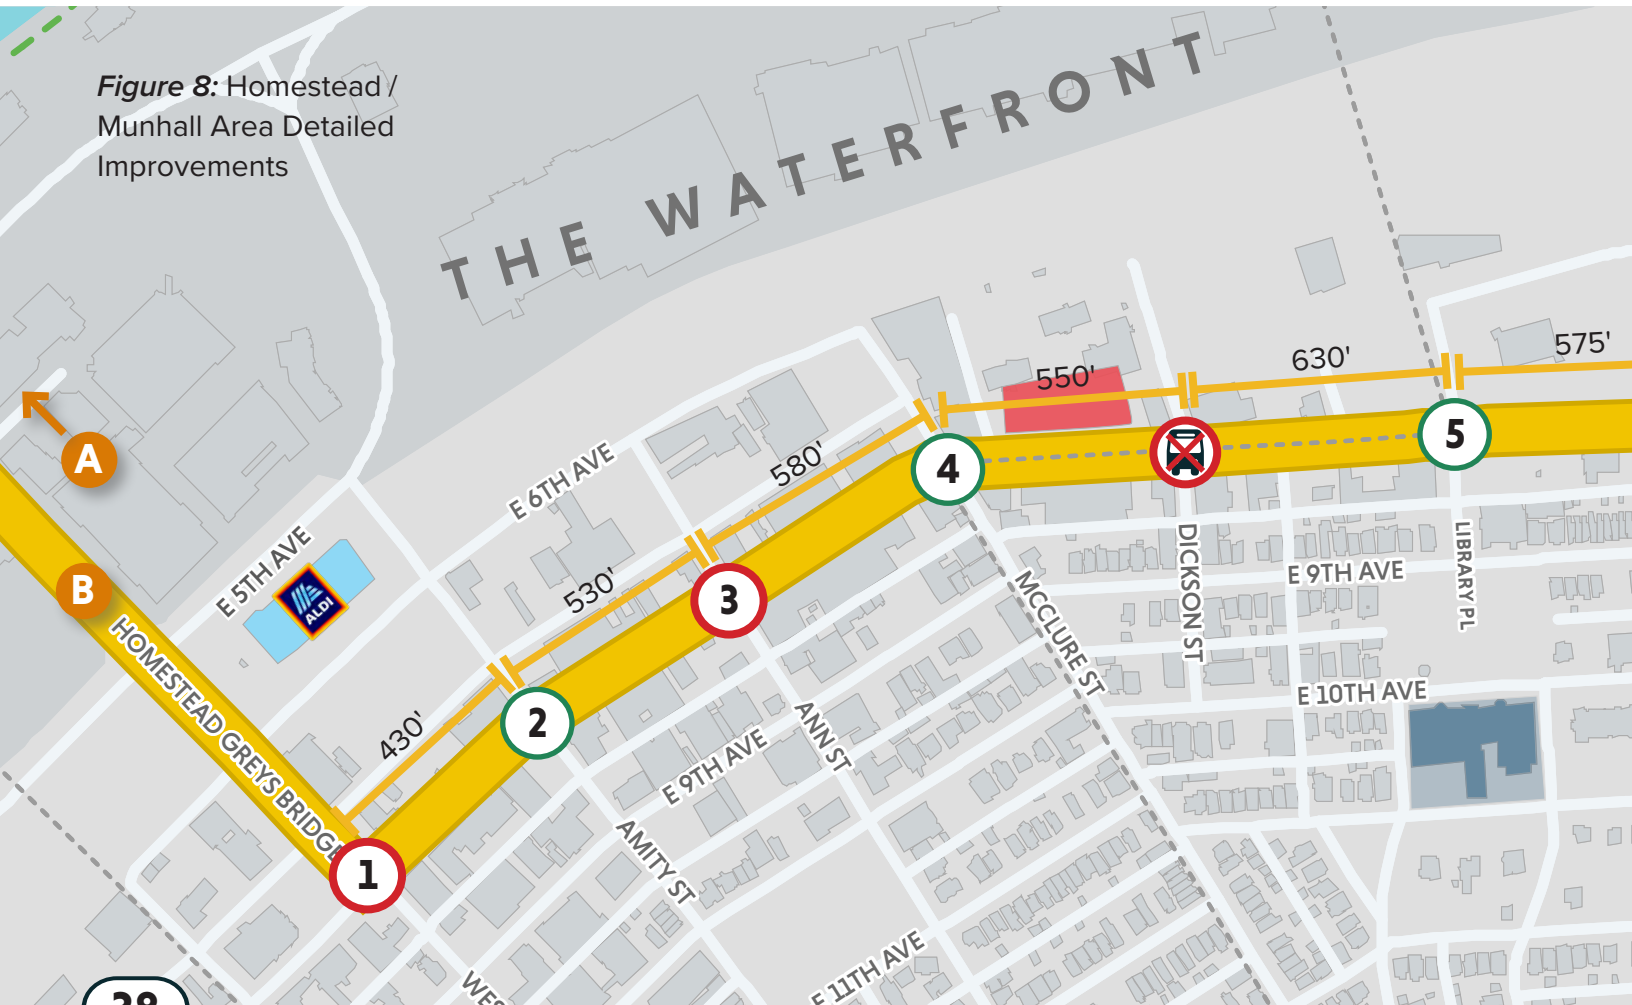 Figure 8: Homestead /
Munhall Area Detailed
Improvements
THE WATERFRONT
575'
630'
550'
580'
530'
430'
A
B
1
2
3
4
5
E 6TH AVE
E 5TH AVE
ALDI
HOMESTEAD GREYS BRIDGE
DICKSON ST
LIBRARY PL
E 9TH AVE
MCCLURE ST
E 10TH AVE
ANN ST
E 9TH AVE
AMITY ST
E 11TH AVE
WES